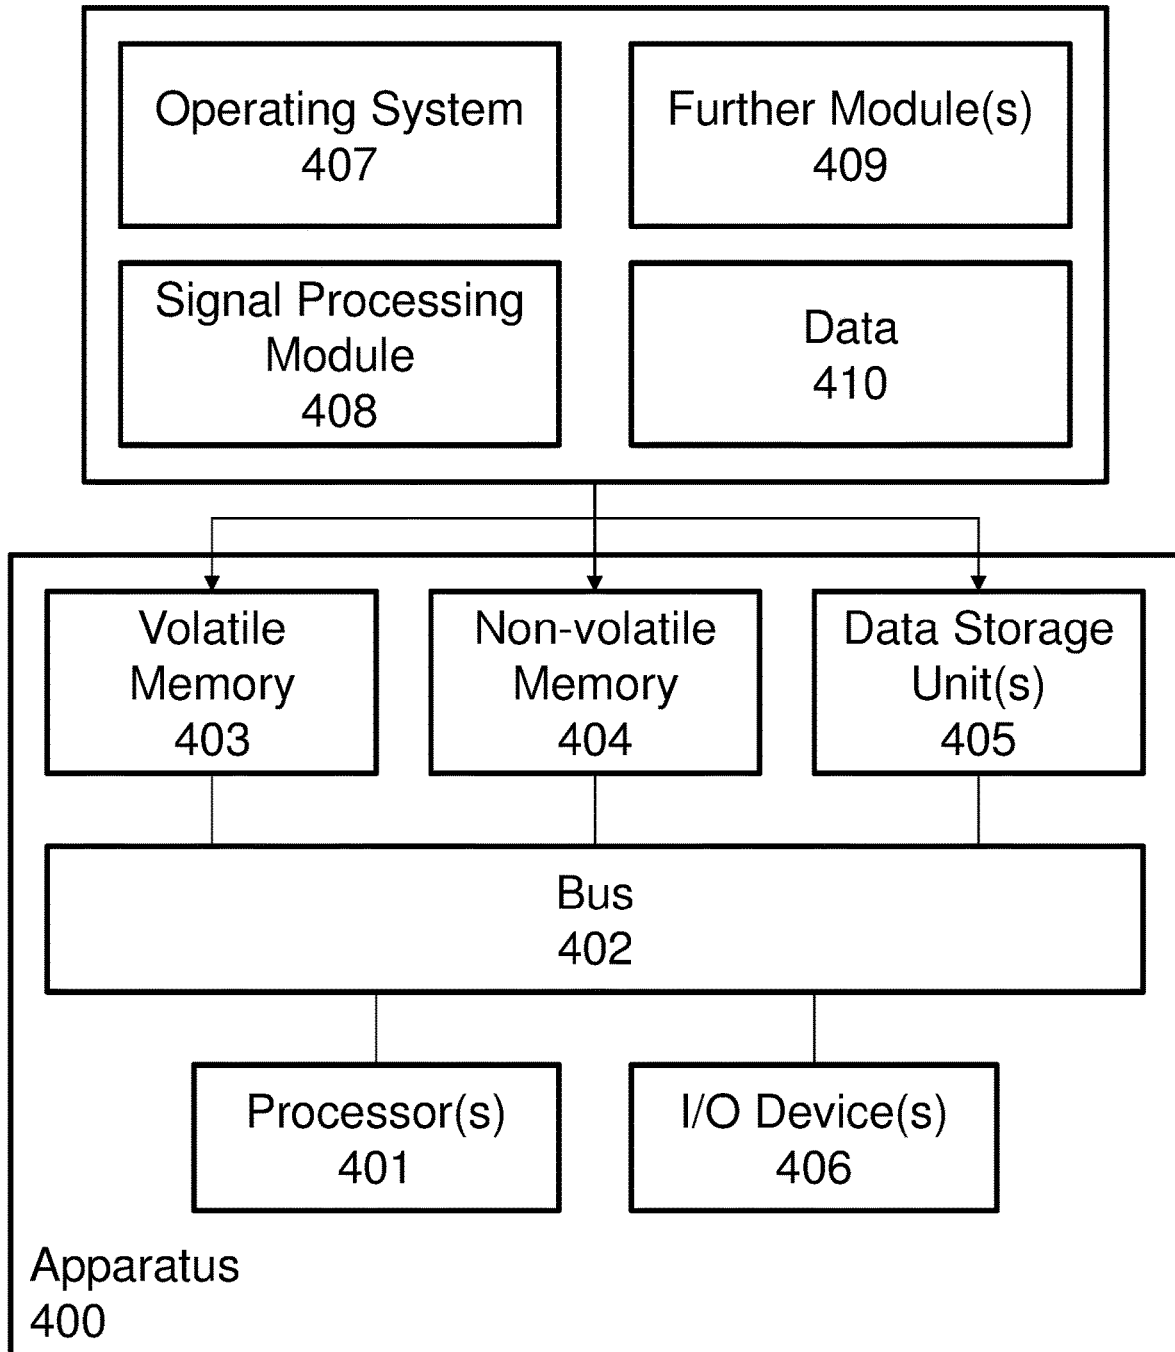 Operating System
407
Further Module(s)
409
Signal Processing
Module
408
Data
410
Volatile
Memory
403
Non-volatile
Memory
404
Data Storage
Unit(s)
405
Bus
402
Processor(s)
401
I/O Device(s)
406
Apparatus
400